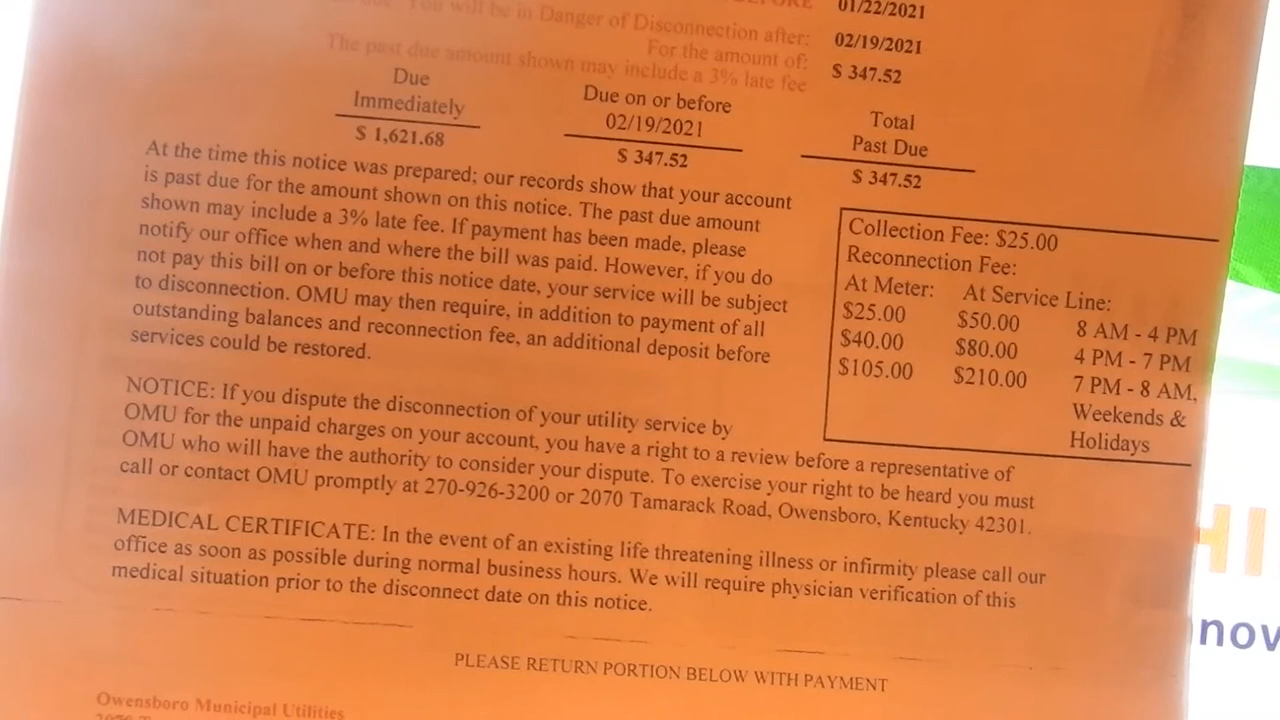 01/22/2021
You will be in Danger of Disconnection after: 02/19/2021
For the amount of: $ 347.52
The past due amount shown may include a 3% late fee
Due Immediately
$ 1,621.68
Due on or before 02/19/2021
$ 347.52
Total Past Due
$ 347.52
At the time this notice was prepared; our records show that your account
is past due for the amount shown on this notice. The past due amount
shown may include a 3% late fee. If payment has been made, please
notify our office when and where the bill was paid. However, if you do
not pay this bill on or before this notice date, your service will be subject
to disconnection. OMU may then require, in addition to payment of all
outstanding balances and reconnection fee, an additional deposit before
services could be restored.
Collection Fee: $25.00
Reconnection Fee:
At Meter: At Service Line:
$25.00 $50.00 8 AM - 4 PM
$40.00 $80.00 4 PM - 7 PM
$105.00 $210.00 7 PM - 8 AM,
Weekends &
Holidays
NOTICE: If you dispute the disconnection of your utility service by
OMU for the unpaid charges on your account, you have a right to a review before a representative of
OMU who will have the authority to consider your dispute. To exercise your right to be heard you must
call or contact OMU promptly at 270-926-3200 or 2070 Tamarack Road, Owensboro, Kentucky 42301.
MEDICAL CERTIFICATE: In the event of an existing life threatening illness or infirmity please call our
office as soon as possible during normal business hours. We will require physician verification of this
medical situation prior to the disconnect date on this notice.
PLEASE RETURN PORTION BELOW WITH PAYMENT
Owensboro Municipal Utilities
HI
nov